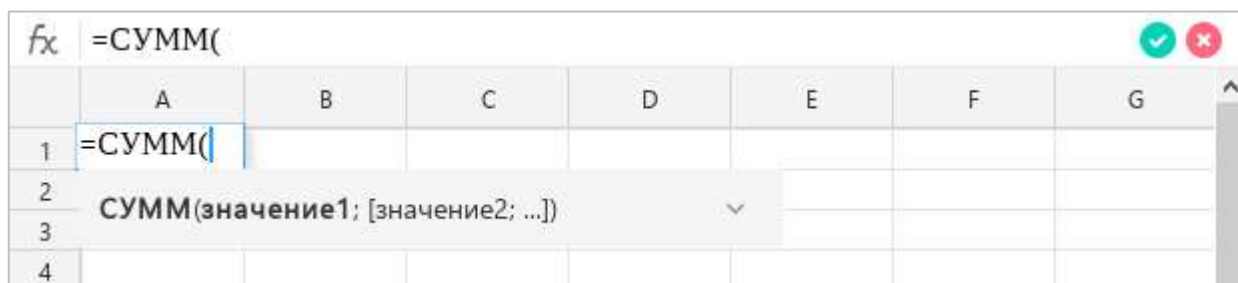 fx =СУММ(
A B C D E F G
1 =СУММ(
2
СУММ(значение1; [значение2; ...])
3
4